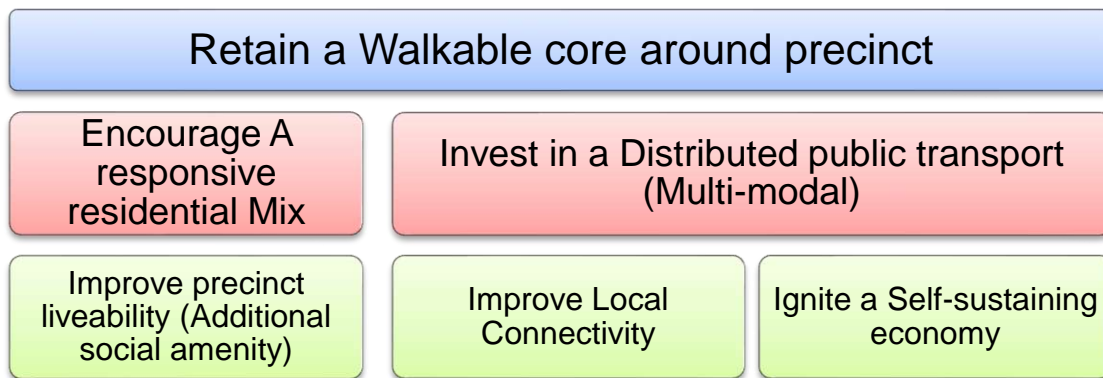 Retain a Walkable core around precinct
Encourage A
responsive
residential Mix
Invest in a Distributed public transport
(Multi-modal)
Improve precinct
liveability (Additional
social amenity)
Improve Local
Connectivity
Ignite a Self-sustaining
economy